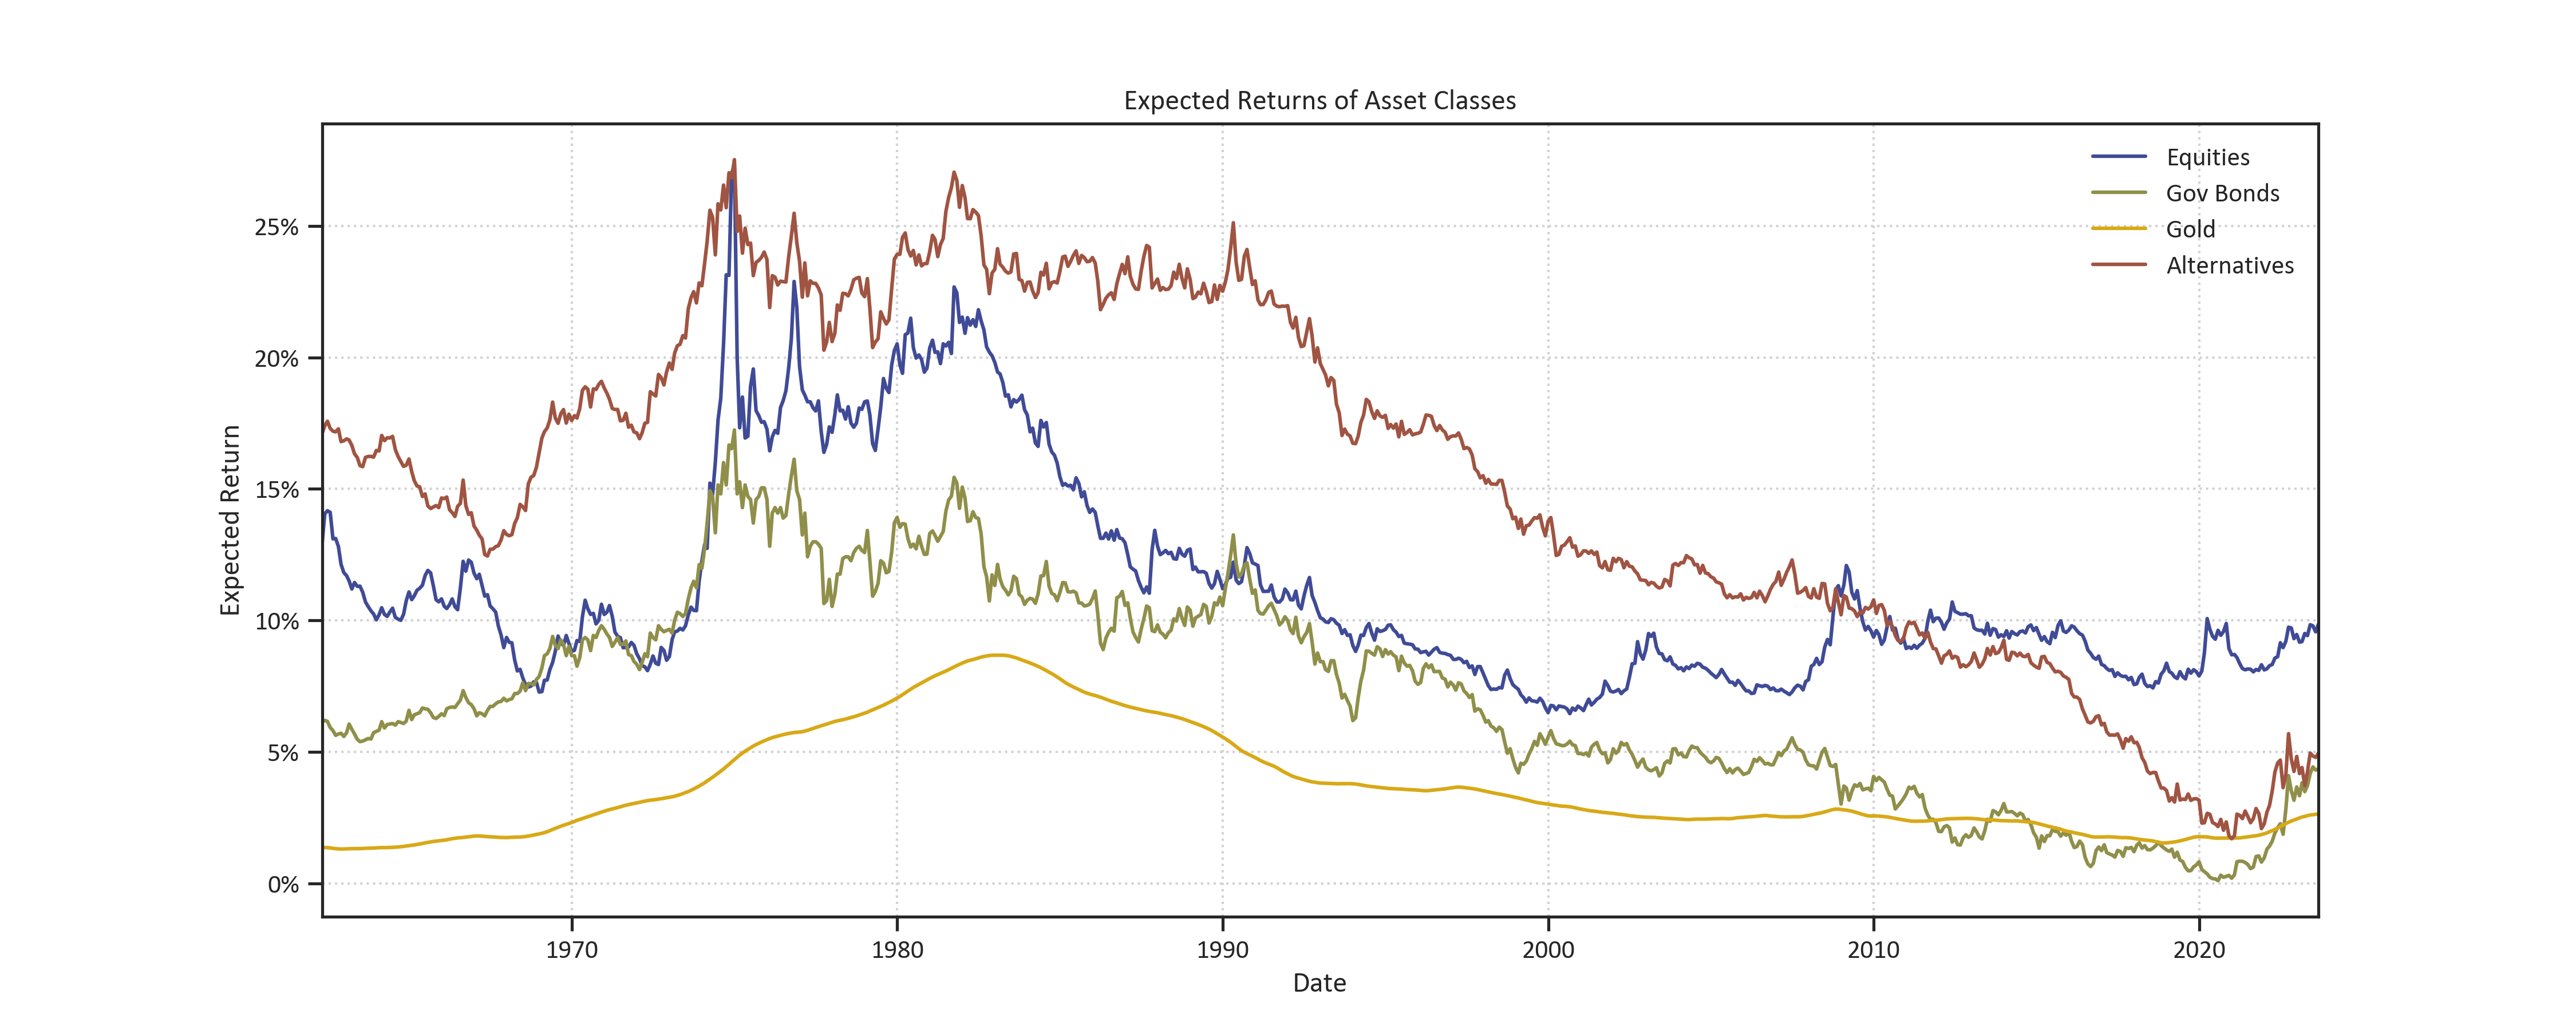 Expected Returns of Asset Classes
Equities
Gov Bonds
Gold
Alternatives
Expected Return
25%
20%
15%
10%
5%
0%
1970
1980
1990
2000
2010
2020
Date